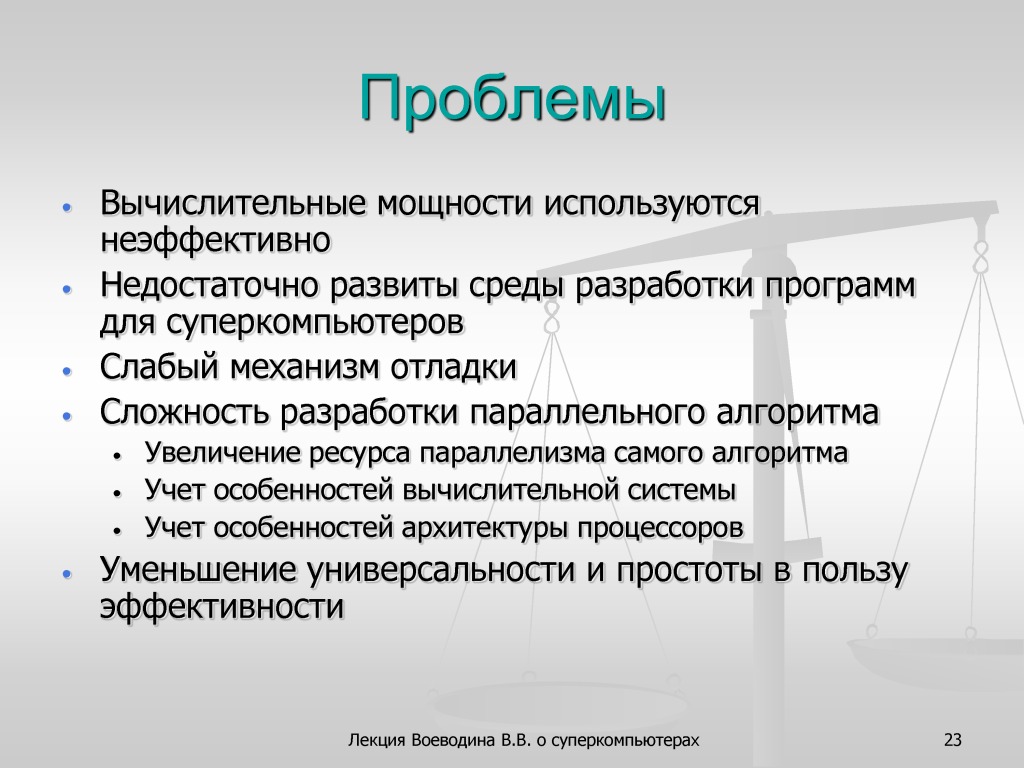 Проблемы
• Вычислительные мощности используются
неэффективно
• Недостаточно развиты среды разработки программ
для суперкомпьютеров
• Слабый механизм отладки
• Сложность разработки параллельного алгоритма
• Увеличение ресурса параллелизма самого алгоритма
• Учет особенностей вычислительной системы
• Учет особенностей архитектуры процессоров
• Уменьшение универсальности и простоты в пользу
эффективности
Лекция Воеводина В.В. о суперкомпьютерах
23